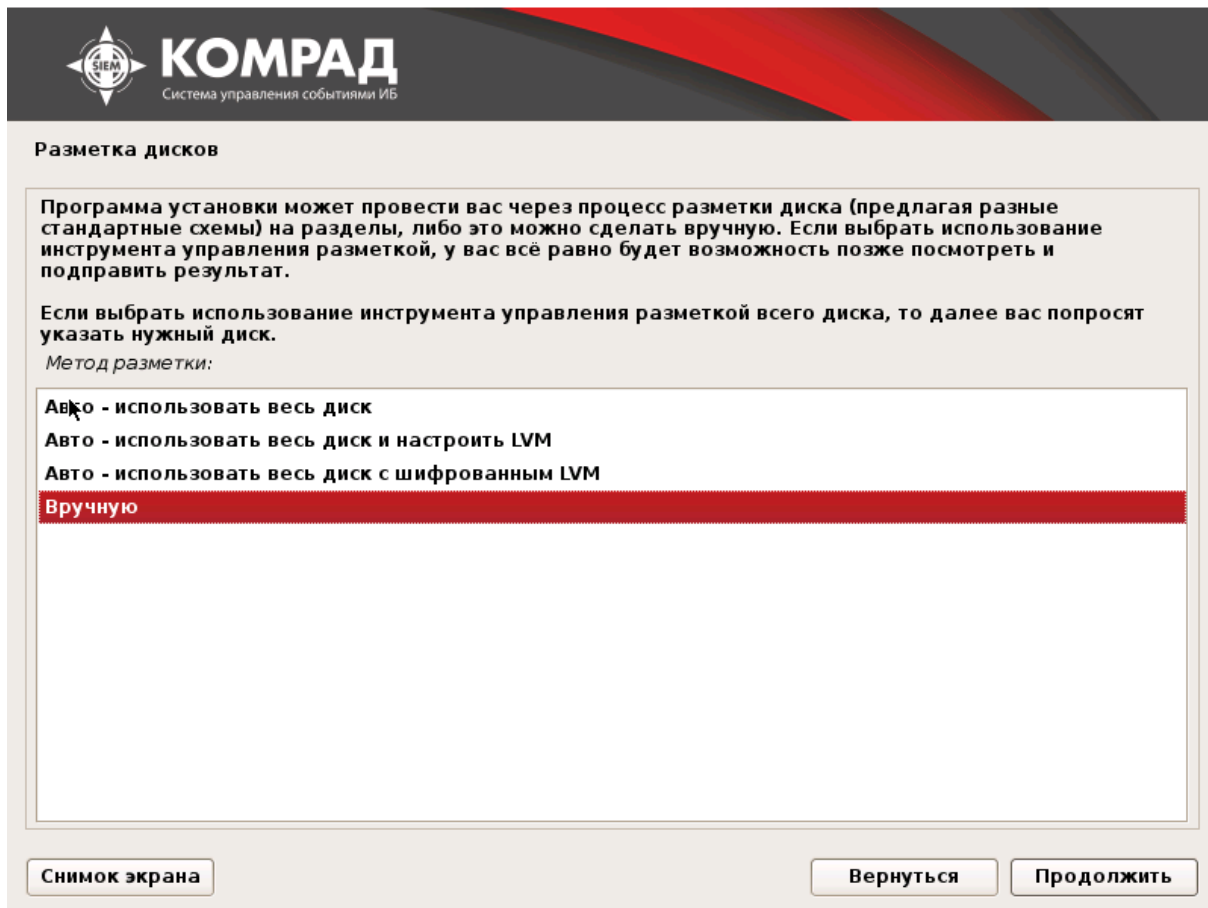 SIEM
КОМРАД
Система управления событиями ИБ
Разметка дисков
Программа установки может провести вас через процесс разметки диска (предлагая разные
стандартные схемы) на разделы, либо это можно сделать вручную. Если выбрать использование
инструмента управления разметкой, у вас всё равно будет возможность позже посмотреть и
подправить результат.
Если выбрать использование инструмента управления разметкой всего диска, то далее вас попросят
указать нужный диск.
Метод разметки:
Авто - использовать весь диск
Авто - использовать весь диск и настроить LVM
Авто - использовать весь диск с шифрованным LVM
Вручную
Снимок экрана
Вернуться
Продолжить